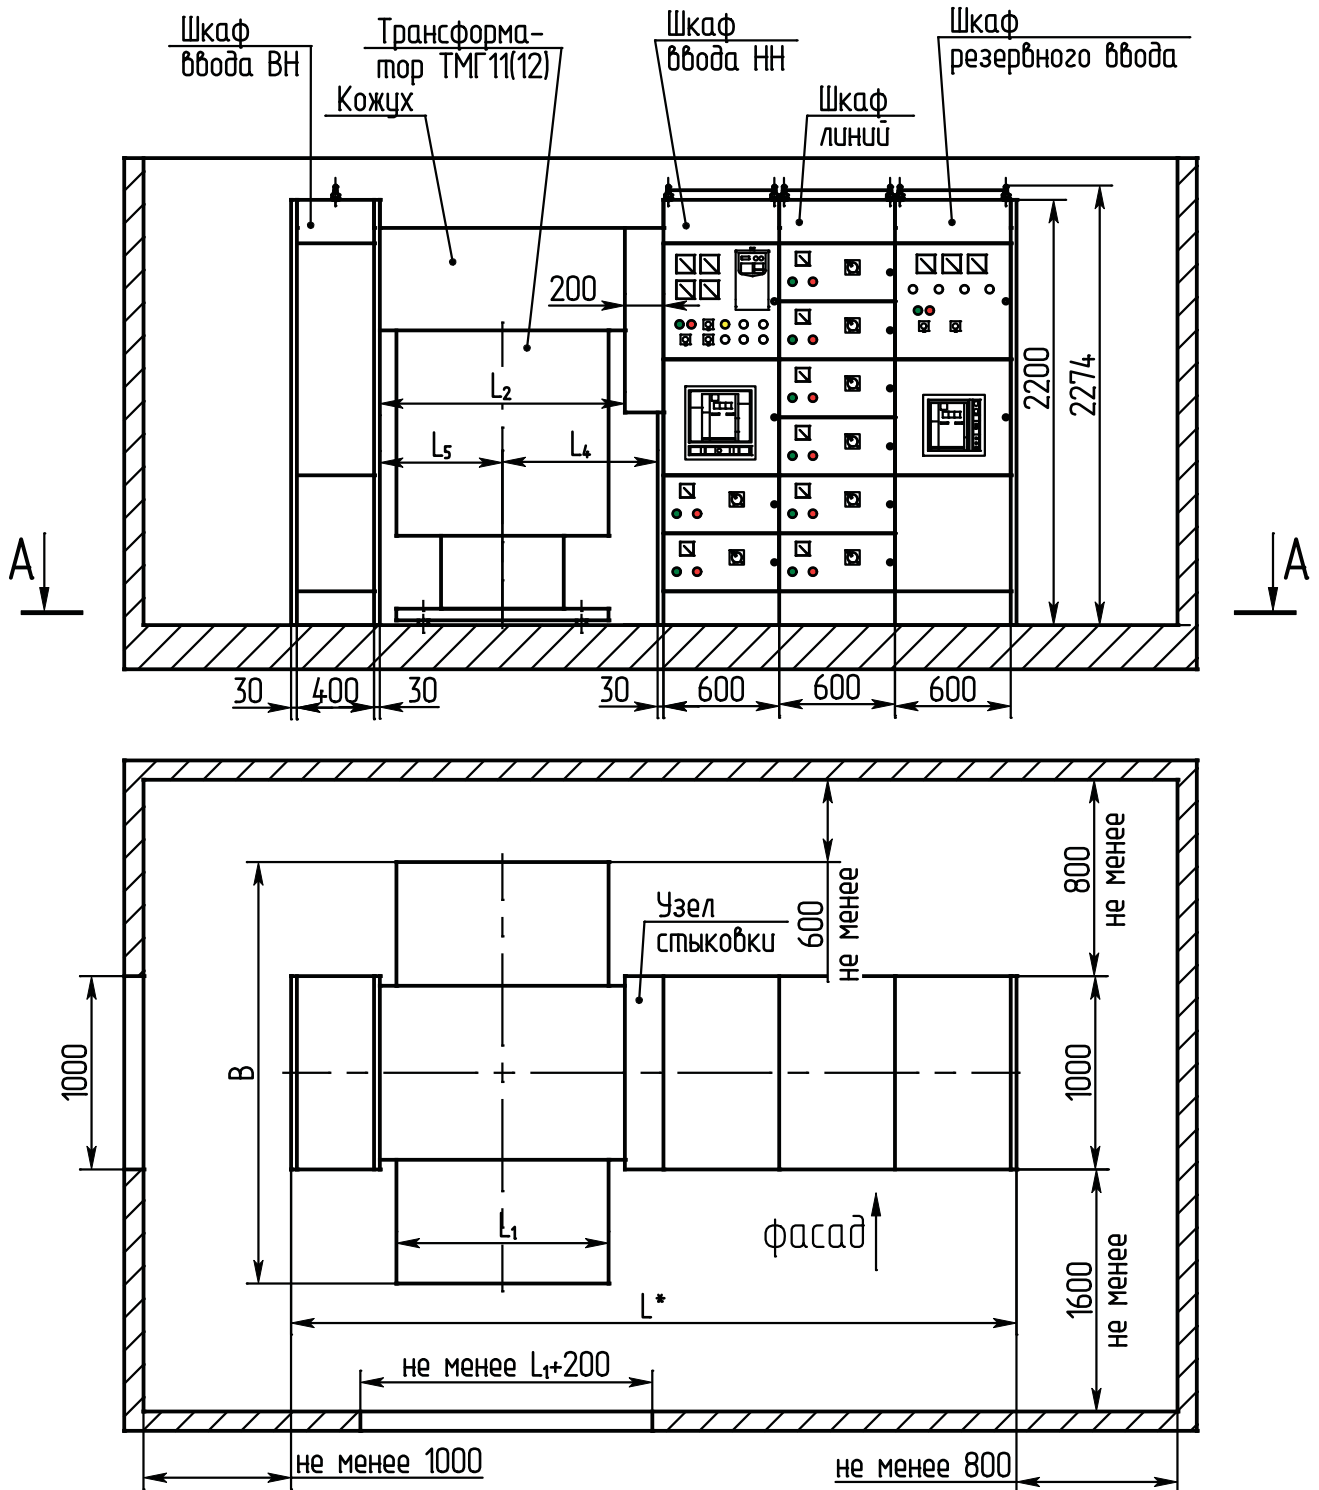 Шкаф
ввода ВН
Трансформа-
тор ТМГ11(12)
Кожух
Шкаф
ввода НН
Шкаф
линий
Шкаф
резервного ввода
200
L2
L5
L4
2200
2274
А
А
30
400
30
30
600
600
600
800
не менее
600
не менее
Узел
стыковки
1000
В
1000
L1
фасад
1600
не менее
L*
не менее L1+200
не менее 1000
не менее 800